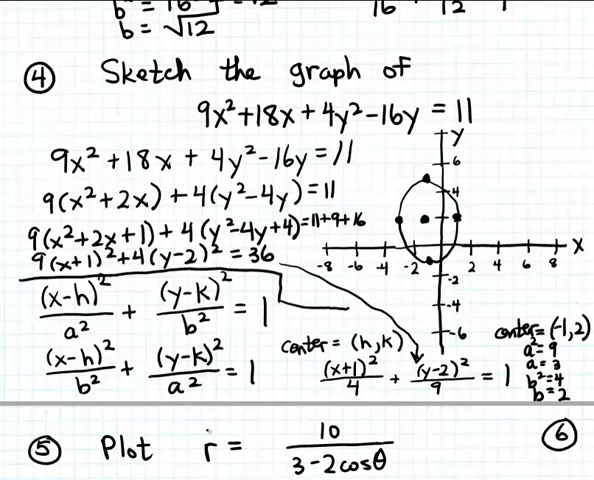 b² = 16
b = √12
16 12
④ Sketch the graph of
9x²+18x+4y²-16y = 11
9x²+18x+4y²-16y = 11
9(x²+2x)+4(y²-4y) = 11
9(x²+2x+1)+4(y²-4y+4) = 11+9+16
9(x+1)²+4(y-2)² = 36
(x-h)²/a² + (y-k)²/b² = 1
(x-h)²/b² + (y-k)²/a² = 1
y
6
4
-8 -6 -4 -2 2 4 6 8 x
-2
-4
-6
center = (h,k)
(x+1)²/4 + (y-2)²/9 = 1
center = (-1,2)
a² = 9
a = 3
b² = 4
b = 2
⑤ Plot r = 10/(3-2cosθ)
⑥